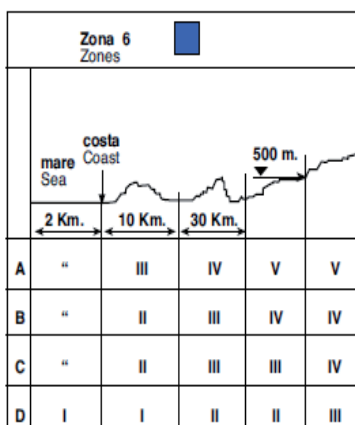 Zona 6
Zones
costa
Coast
mare
Sea
500 m.
2 Km. 10 Km. 30 Km.
A “ III IV V V
B “ II III IV IV
C “ II III III IV
D I I II II III